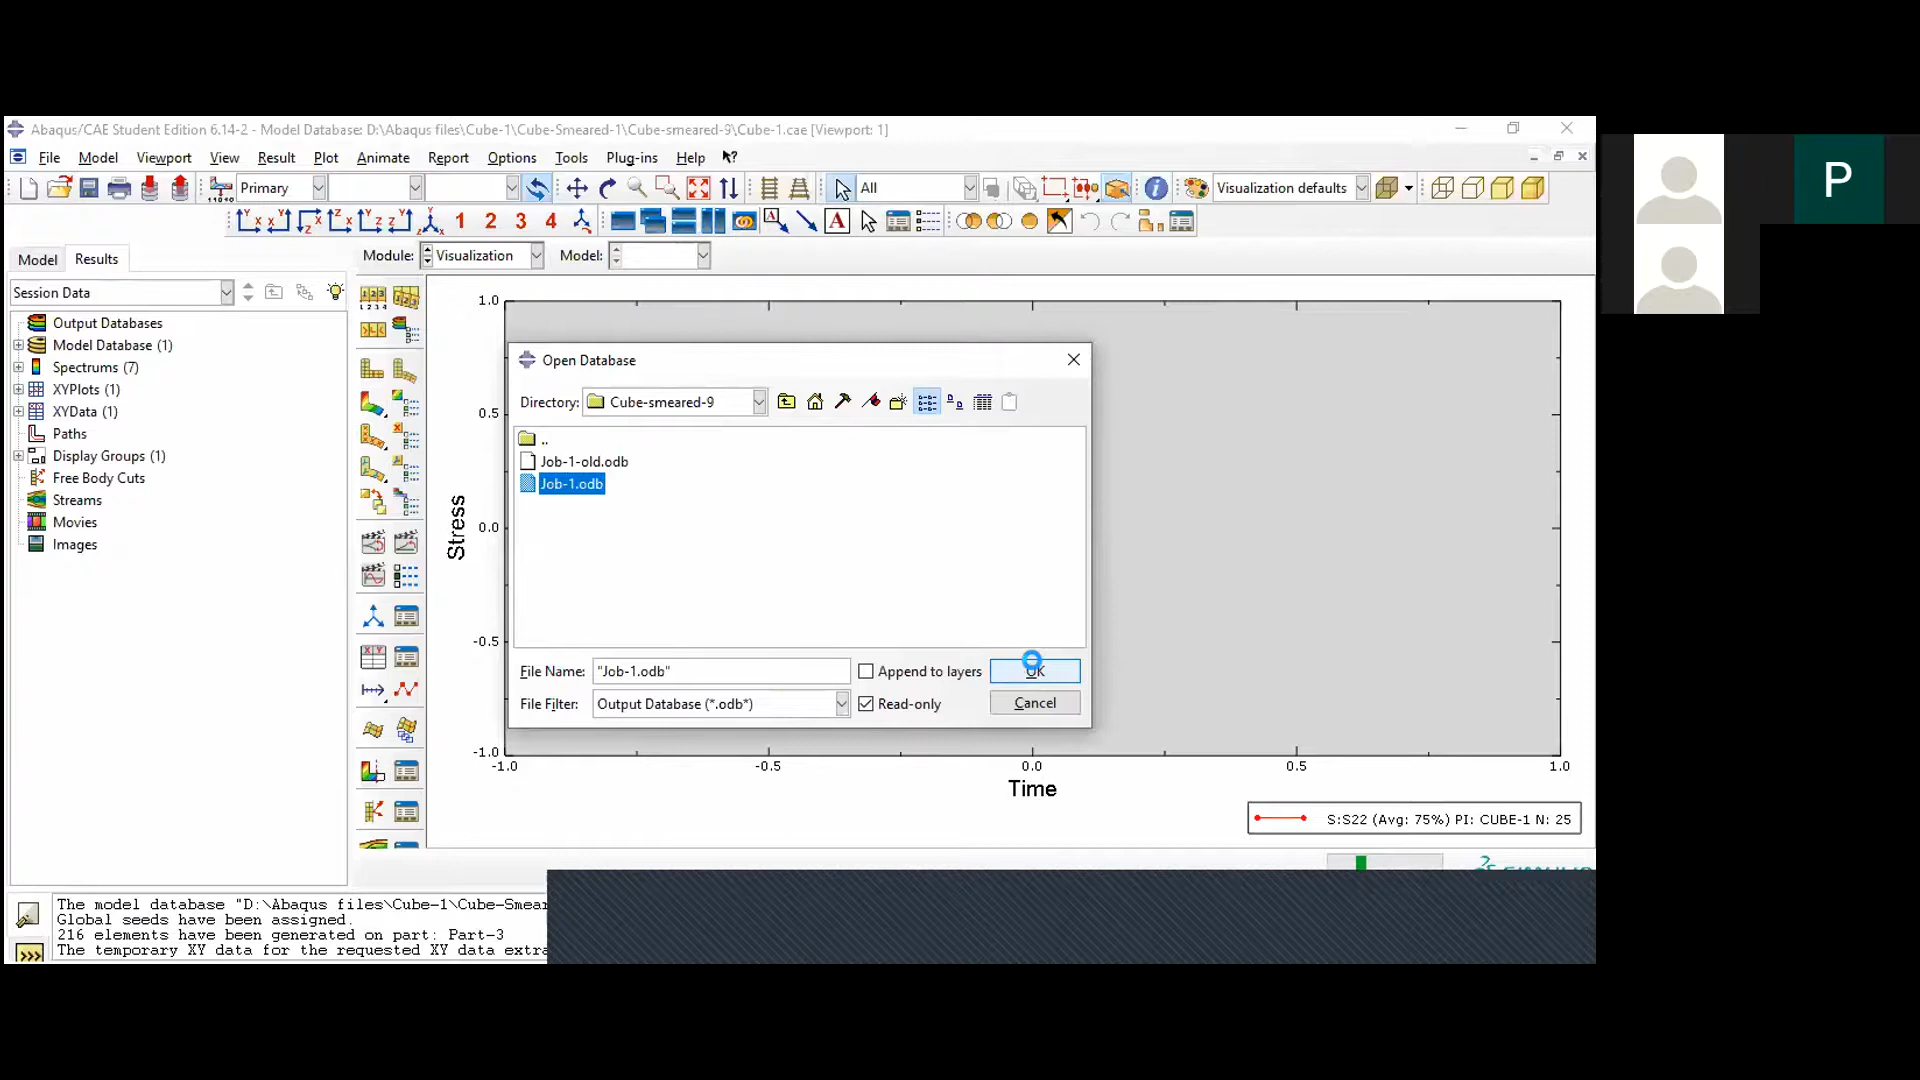 Abaqus/CAE Student Edition 6.14-2 - Model Database: D:\Abaqus files\Cube-1\Cube-Smeared-1\Cube-smeared-9\Cube-1.cae [Viewport: 1]
File Model Viewport View Result Plot Animate Report Options Tools Plug-ins Help
Primary All Visualization defaults
1 2 3 4 A
Model Results Module: Visualization Model:
Session Data
Output Databases
Model Database (1)
Spectrums (7)
XYPlots (1)
XYData (1)
Paths
Display Groups (1)
Free Body Cuts
Streams
Movies
Images
1.0
0.5
0.0
-0.5
-1.0
Stress
-1.0 -0.5 0.0 0.5 1.0
Time
S:S22 (Avg: 75%) PI: CUBE-1 N: 25
Open Database
Directory: Cube-smeared-9
..
Job-1-old.odb
Job-1.odb
File Name: "Job-1.odb" Append to layers OK
File Filter: Output Database (*.odb*) Read-only Cancel
The model database "D:\Abaqus files\Cube-1\Cube-Smear
Global seeds have been assigned.
216 elements have been generated on part: Part-3
The temporary XY data for the requested XY data extra
>>>
P